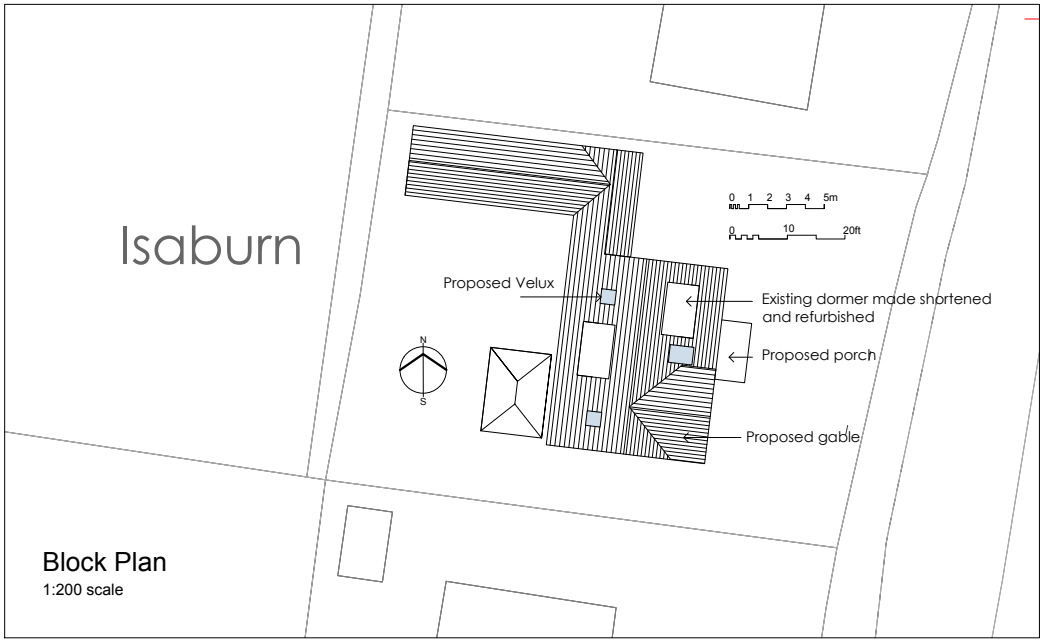 0 1 2 3 4 5m
0 10 20ft
Isaburn
Proposed Velux
Existing dormer made shortened
and refurbished
N
Proposed porch
S
Proposed gable
Block Plan
1:200 scale